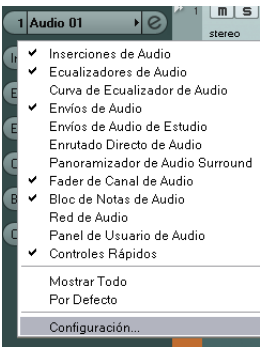 1 Audio 01 e 1 m s
stereo
Inserciones de Audio
Ecualizadores de Audio
Curva de Ecualizador de Audio
Envíos de Audio
Envíos de Audio de Estudio
Enrutado Directo de Audio
Panoramizador de Audio Surround
Fader de Canal de Audio
Bloc de Notas de Audio
Red de Audio
Panel de Usuario de Audio
Controles Rápidos
Mostrar Todo
Por Defecto
Configuración...